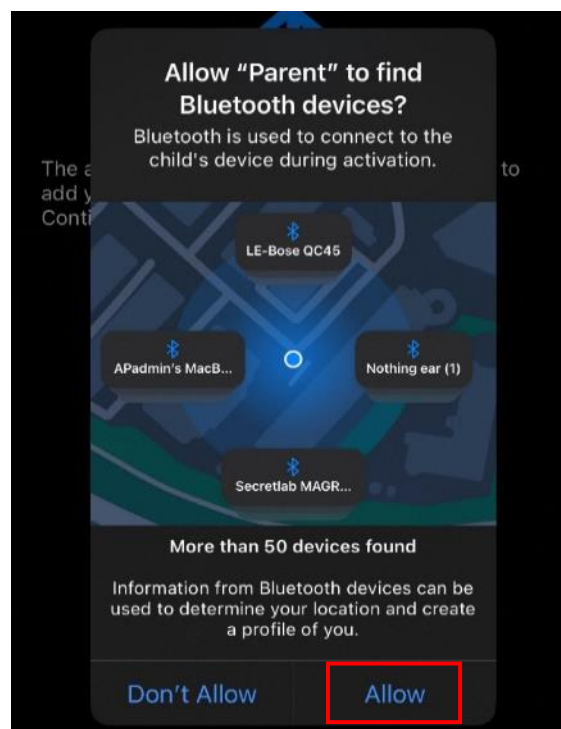 Allow “Parent” to find
Bluetooth devices?
Bluetooth is used to connect to the
child's device during activation.
The
to
add
LE-Bose QC45
APadmin's MacB...
Nothing ear (1)
Secretlab MAGR...
More than 50 devices found
Information from Bluetooth devices can be
used to determine your location and create
a profile of you.
Don't Allow
Allow